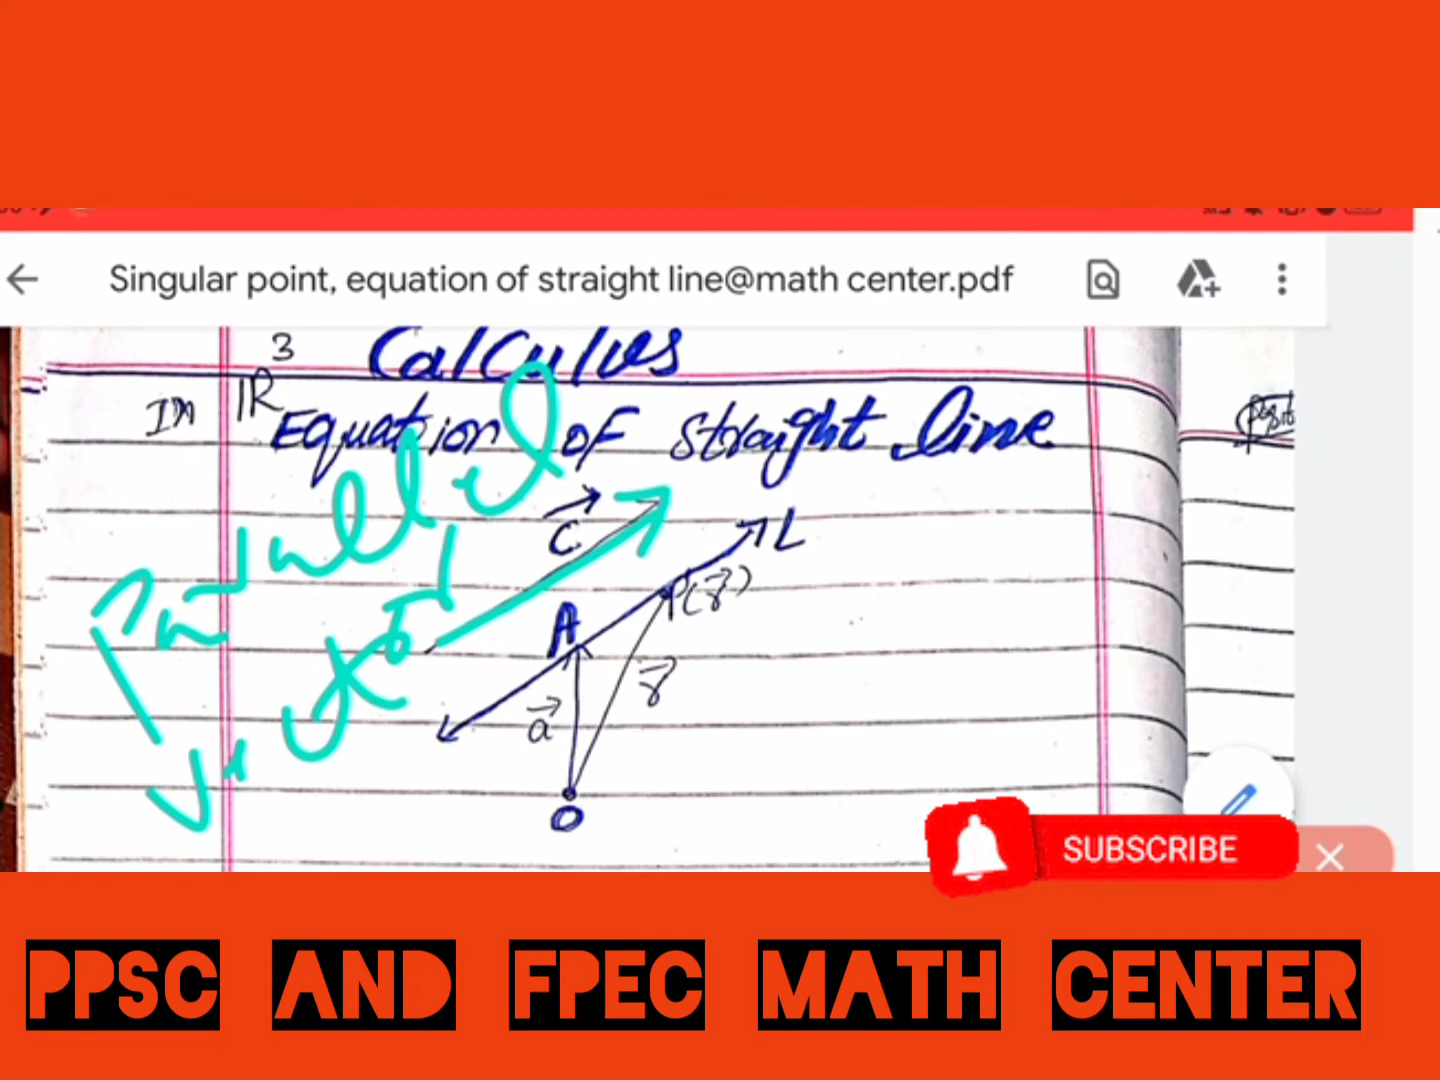 Singular point, equation of straight line@math center.pdf
Calculus
In IR3
Equation of straight line
Parallel
vector
c
L
A
P(r)
a
r
O
SUBSCRIBE
PPSC AND FPEC MATH CENTER